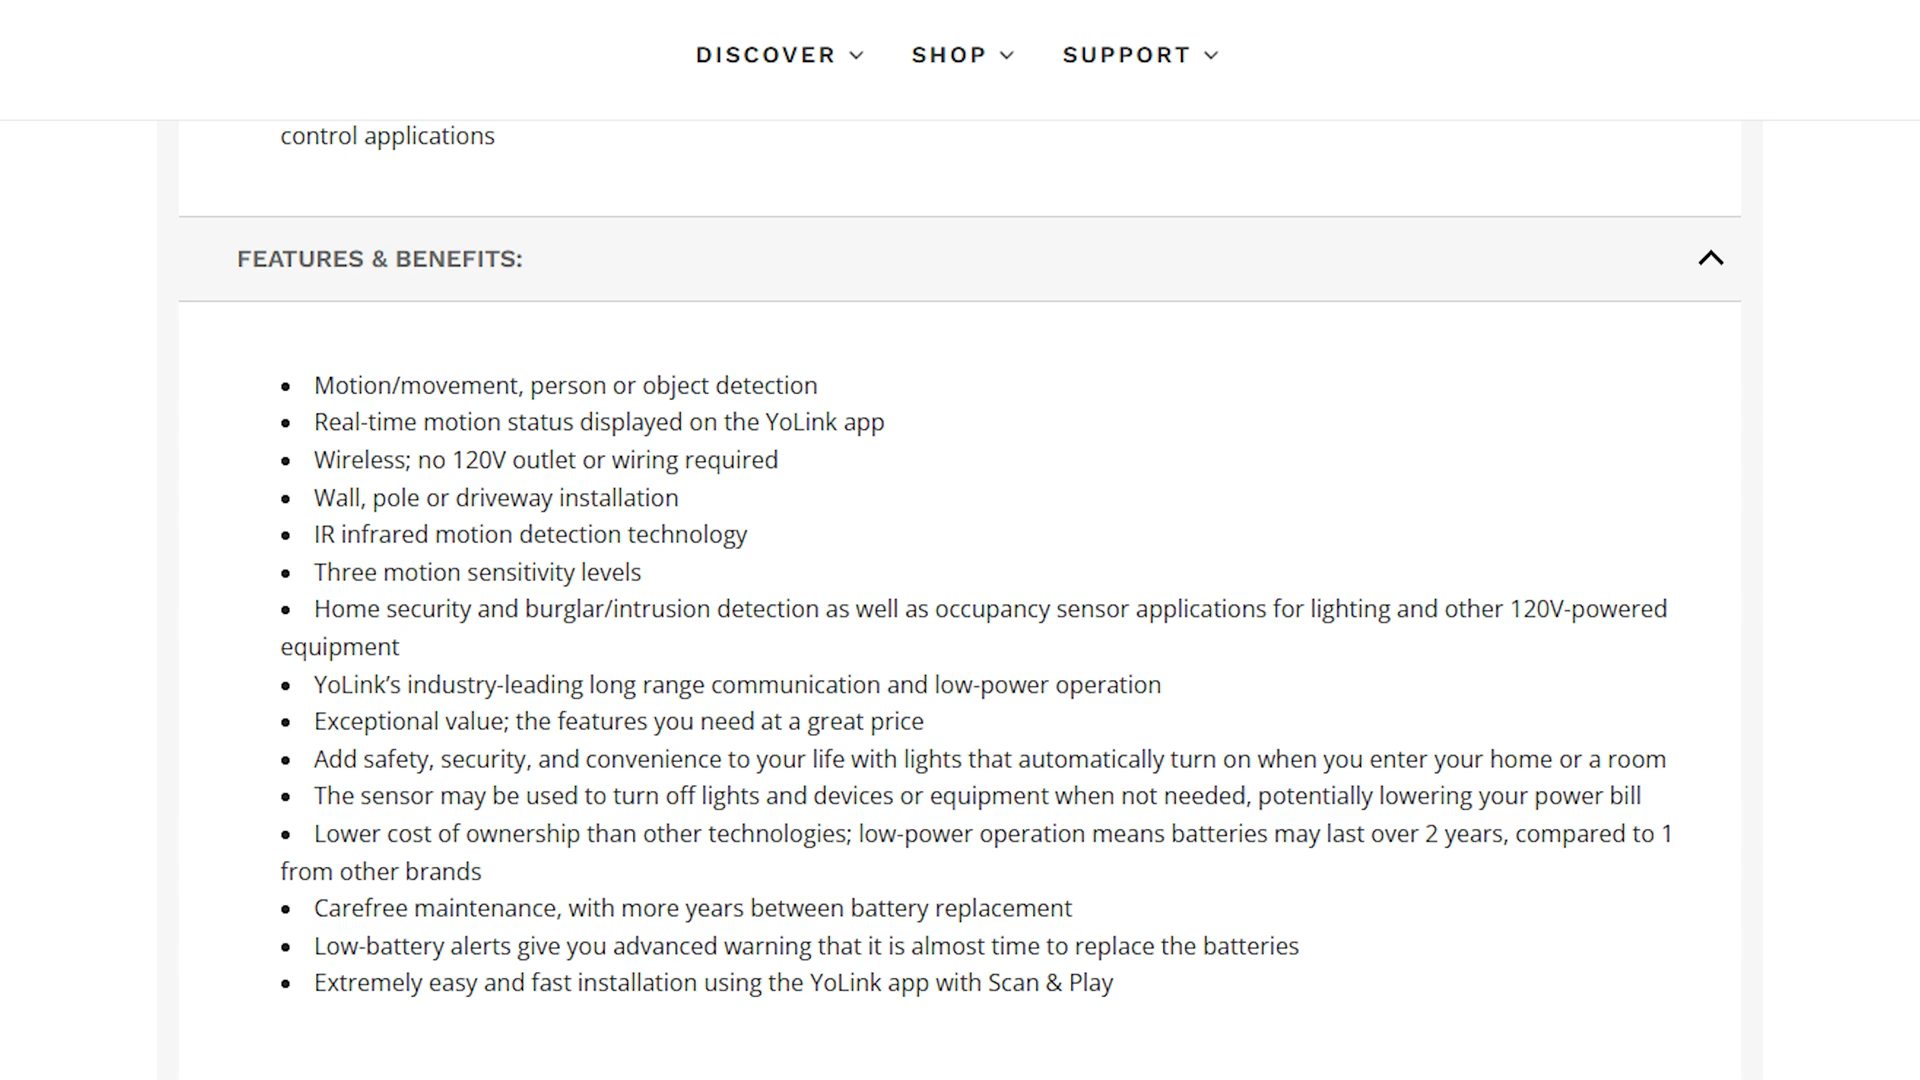 DISCOVER SHOP SUPPORT
control applications
FEATURES & BENEFITS:
• Motion/movement, person or object detection
• Real-time motion status displayed on the YoLink app
• Wireless; no 120V outlet or wiring required
• Wall, pole or driveway installation
• IR infrared motion detection technology
• Three motion sensitivity levels
• Home security and burglar/intrusion detection as well as occupancy sensor applications for lighting and other 120V-powered
equipment
• YoLink’s industry-leading long range communication and low-power operation
• Exceptional value; the features you need at a great price
• Add safety, security, and convenience to your life with lights that automatically turn on when you enter your home or a room
• The sensor may be used to turn off lights and devices or equipment when not needed, potentially lowering your power bill
• Lower cost of ownership than other technologies; low-power operation means batteries may last over 2 years, compared to 1
from other brands
• Carefree maintenance, with more years between battery replacement
• Low-battery alerts give you advanced warning that it is almost time to replace the batteries
• Extremely easy and fast installation using the YoLink app with Scan & Play